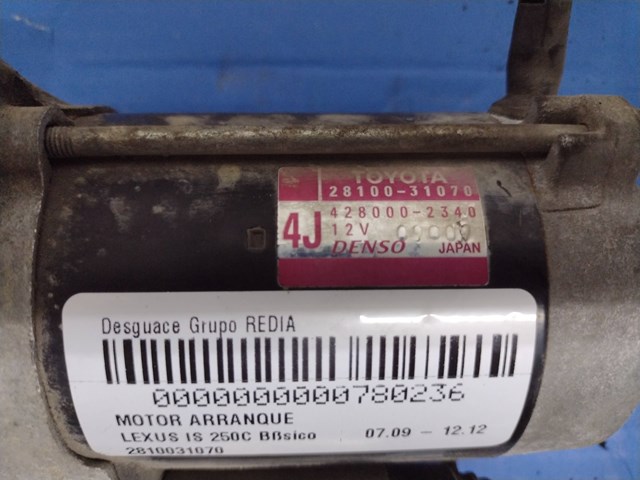 TOYOTA
28100-31070
4J
428000-2340
12V
DENSO JAPAN
Desguace Grupo REDIA
0000000000780236
MOTOR ARRANQUE
LEXUS IS 250C Bßsico 07.09 - 12.12
2810031070